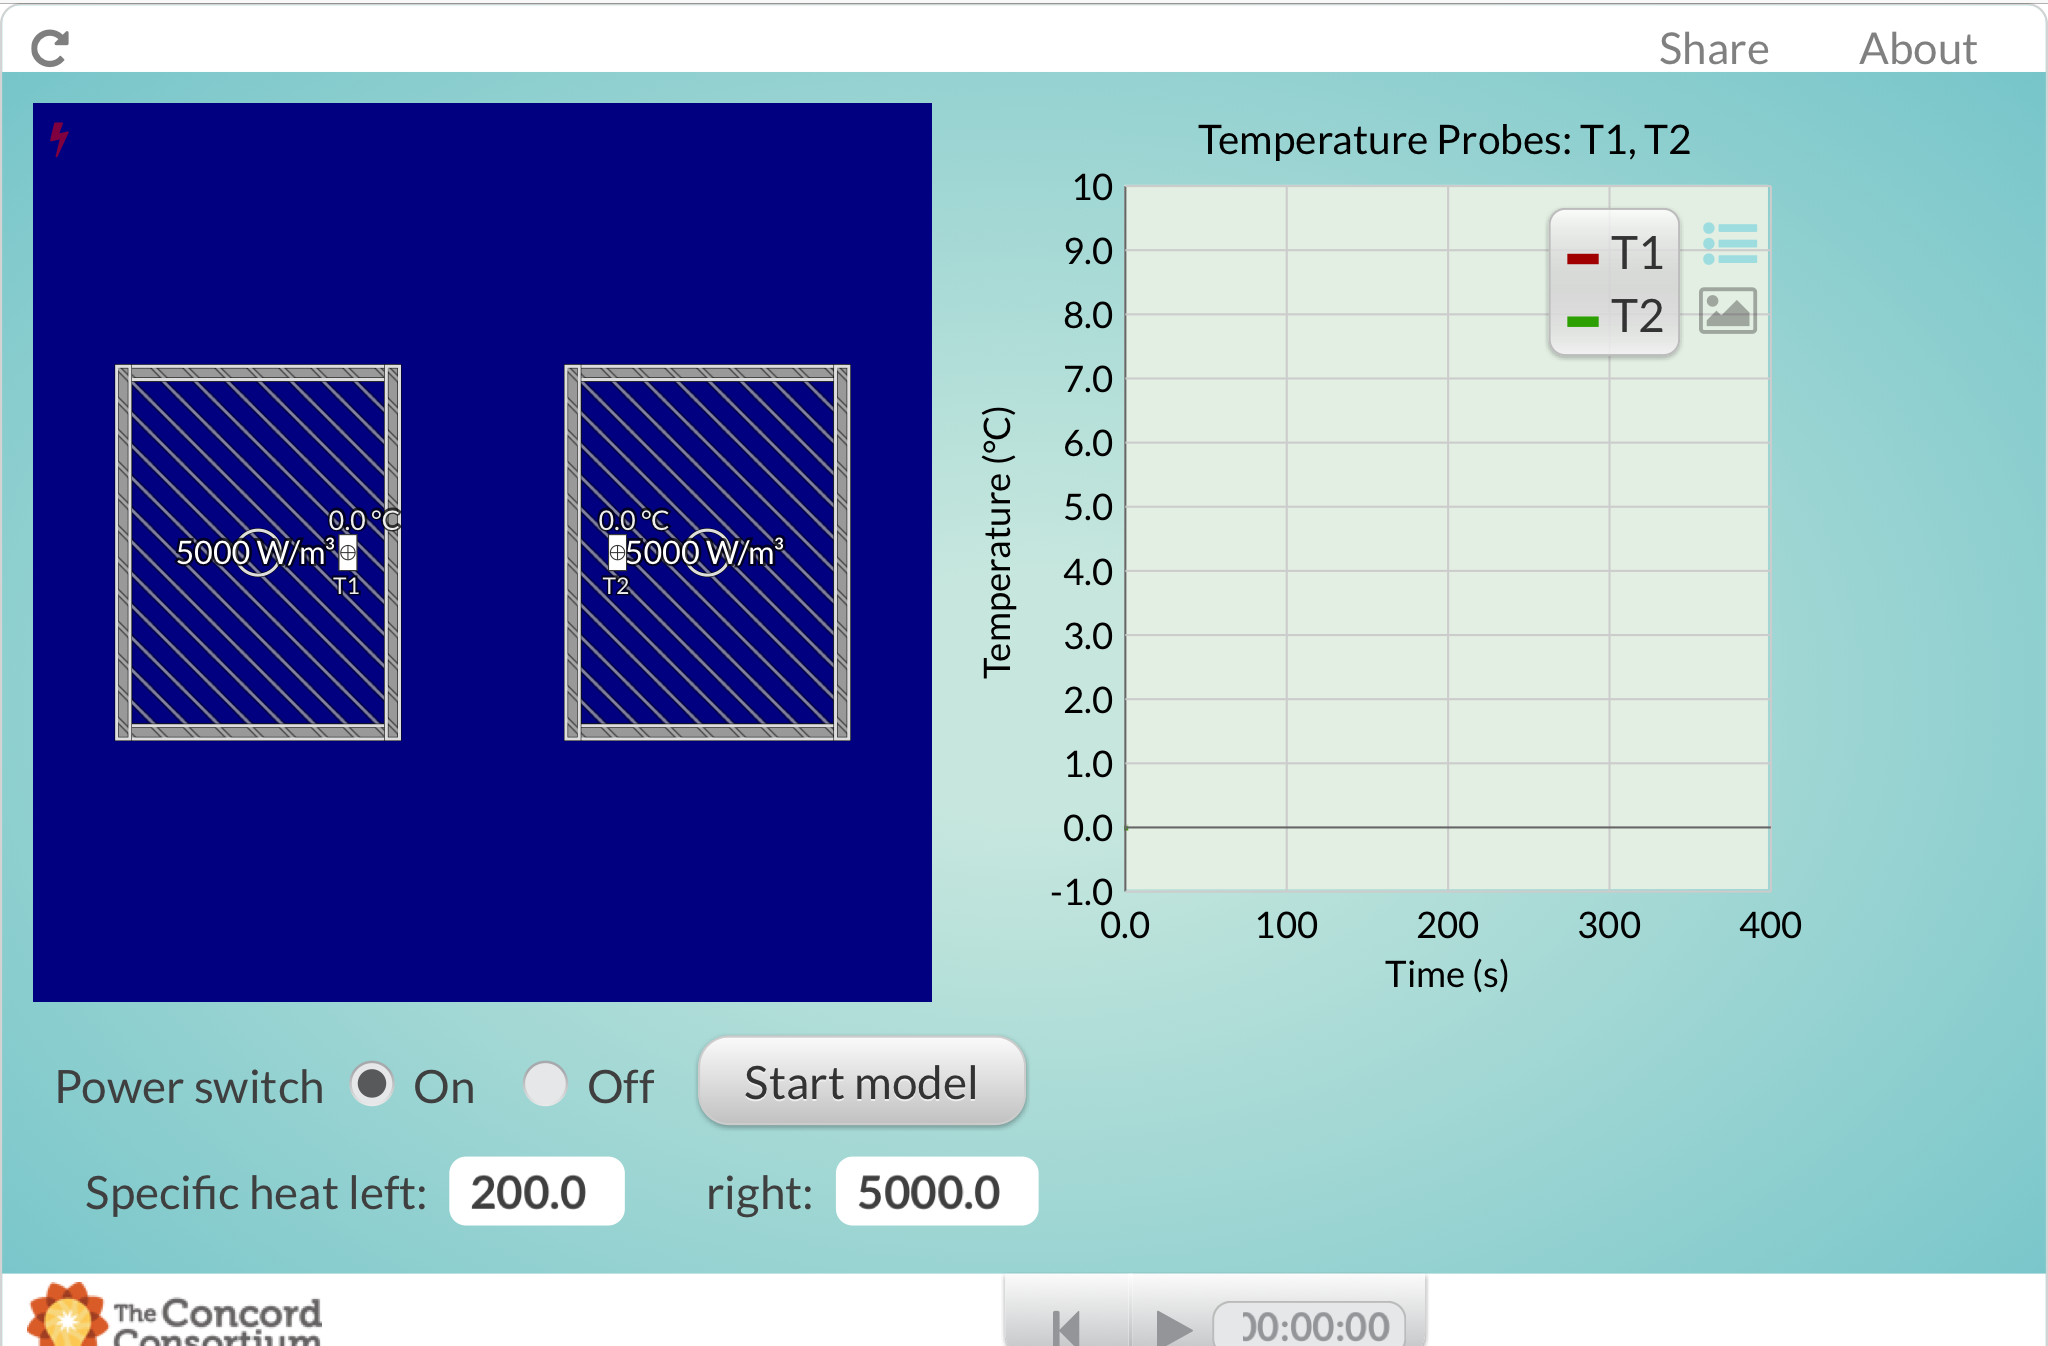 Share About
Temperature Probes: T1, T2
10
9.0
8.0
7.0
6.0
5.0
4.0
3.0
2.0
1.0
0.0
-1.0
Temperature (°C)
T1
T2
0.0 100 200 300 400
Time (s)
0.0 °C
5000 W/m³
T1
0.0 °C
5000 W/m³
T2
Power switch On Off Start model
Specific heat left: 200.0 right: 5000.0
The Concord
Consortium
00:00:00